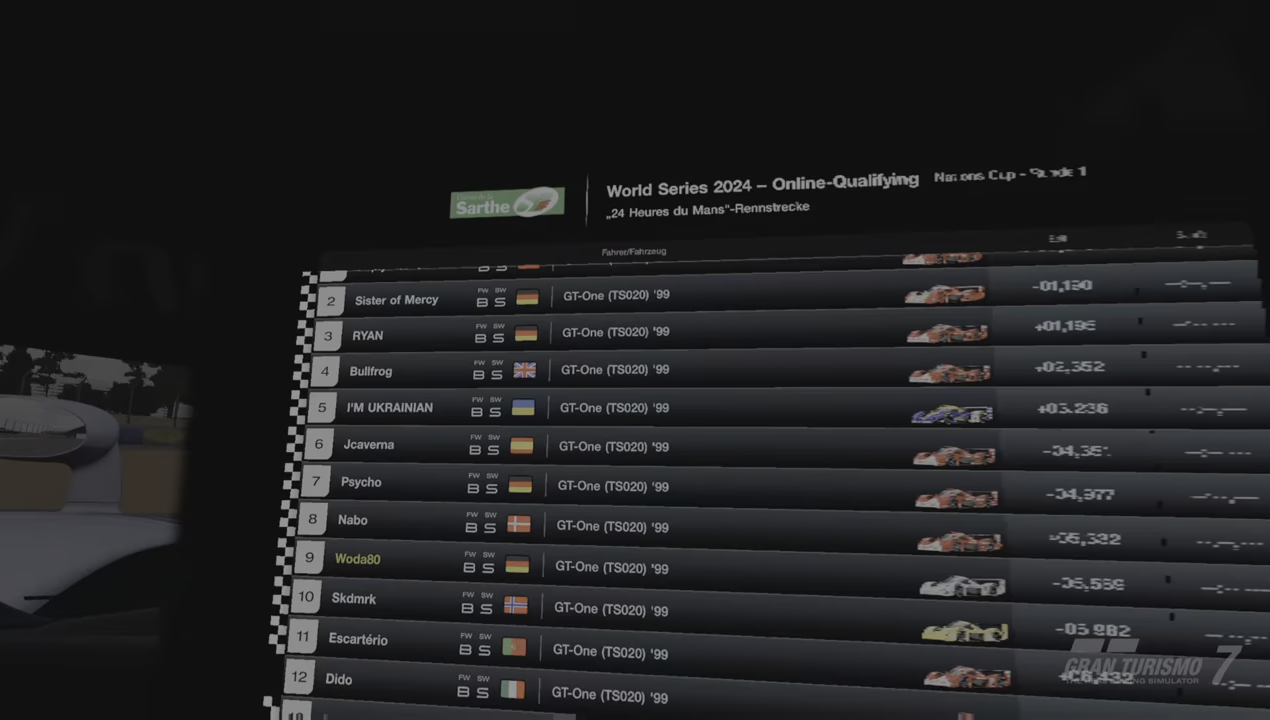 Sarthe
World Series 2024 – Online-Qualifying
„24 Heures du Mans"-Rennstrecke
Fahrer/Fahrzeug
2 Sister of Mercy FW B SW S GT-One (TS020) '99
3 RYAN FW B SW S GT-One (TS020) '99
4 Bullfrog FW B SW S GT-One (TS020) '99
5 I'M UKRAINIAN FW B SW S GT-One (TS020) '99
6 Jcaverna FW B SW S GT-One (TS020) '99
7 Psycho FW B SW S GT-One (TS020) '99
8 Nabo FW B SW S GT-One (TS020) '99
9 Woda80 FW B SW S GT-One (TS020) '99
10 Skdmrk FW B SW S GT-One (TS020) '99
11 Escartério FW B SW S GT-One (TS020) '99
12 Dido FW B SW S GT-One (TS020) '99
GRAN TURISMO 7